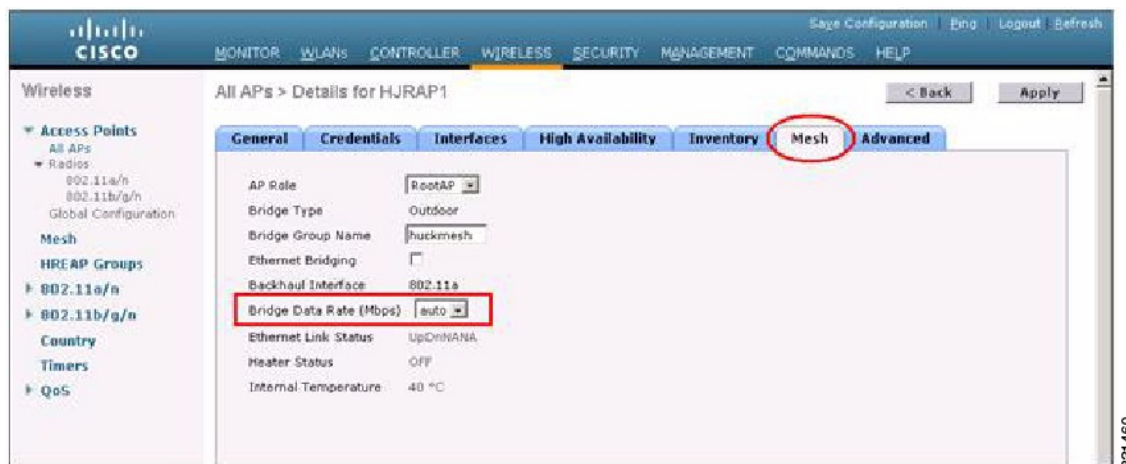 Save Configuration Ping Logout Refresh
CISCO
MONITOR WLANs CONTROLLER WIRELESS SECURITY MANAGEMENT COMMANDS HELP
Wireless
Access Points
All APs
Radios
802.11a/n
802.11b/g/n
Global Configuration
Mesh
HREAP Groups
802.11a/n
802.11b/g/n
Country
Timers
QoS
All APs > Details for HJRAP1
< Back Apply
General Credentials Interfaces High Availability Inventory Mesh Advanced
AP Role RootAP
Bridge Type Outdoor
Bridge Group Name huckmesh
Ethernet Bridging
Backhaul Interface 802.11a
Bridge Data Rate (Mbps) auto
Ethernet Link Status UpDnNANA
Heater Status OFF
Internal Temperature 40 °C